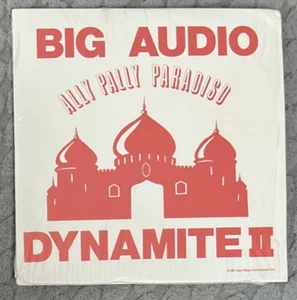 BIG AUDIO
ALLY PALLY PARADISO
DYNAMITE II